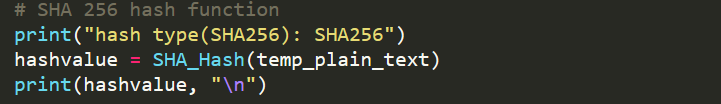 # SHA 256 hash function
print("hash type(SHA256): SHA256")
hashvalue = SHA_Hash(temp_plain_text)
print(hashvalue, "\n")